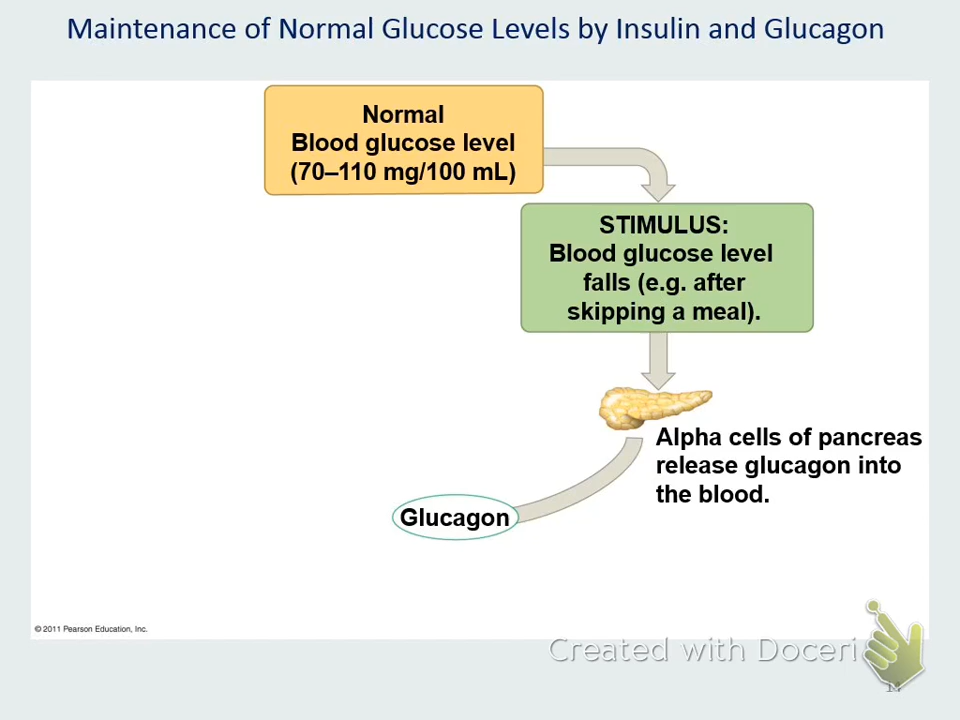 Maintenance of Normal Glucose Levels by Insulin and Glucagon
Normal
Blood glucose level
(70–110 mg/100 mL)
STIMULUS:
Blood glucose level
falls (e.g. after
skipping a meal).
Alpha cells of pancreas
release glucagon into
the blood.
Glucagon
© 2011 Pearson Education, Inc.
Created with Doceri